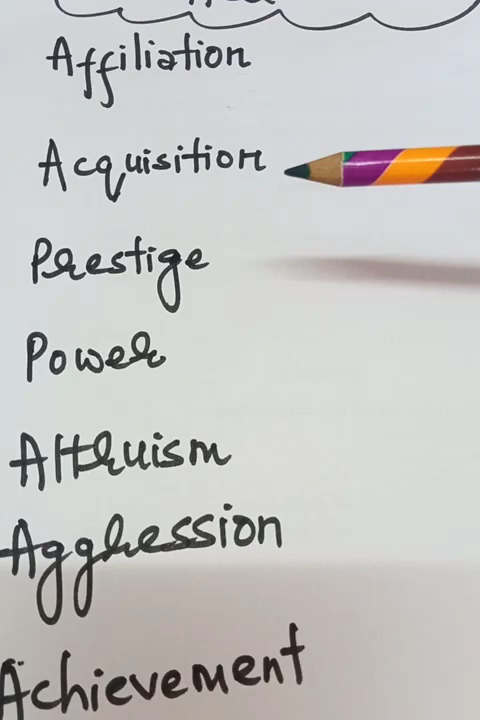 Affiliation
Acquisition
Prestige
Power
Altruism
Aggression
Achievement